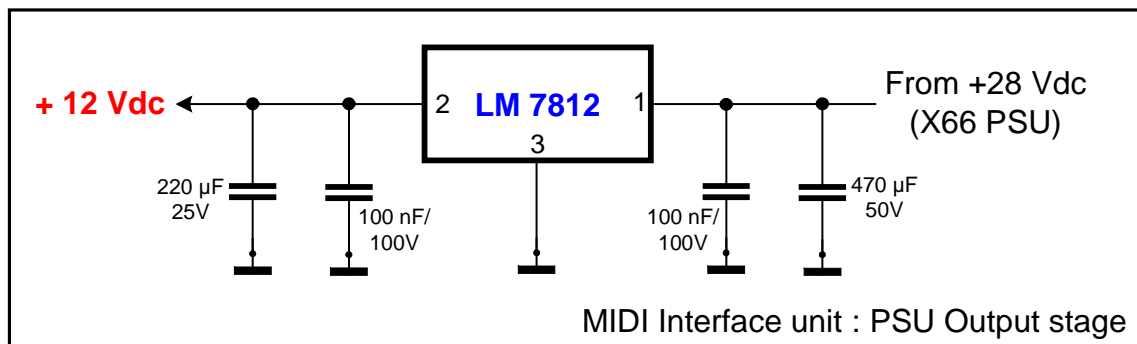 + 12 Vdc
2
LM 7812
1
3
From +28 Vdc
(X66 PSU)
220 µF
25V
100 nF/
100V
100 nF/
100V
470 µF
50V
MIDI Interface unit : PSU Output stage